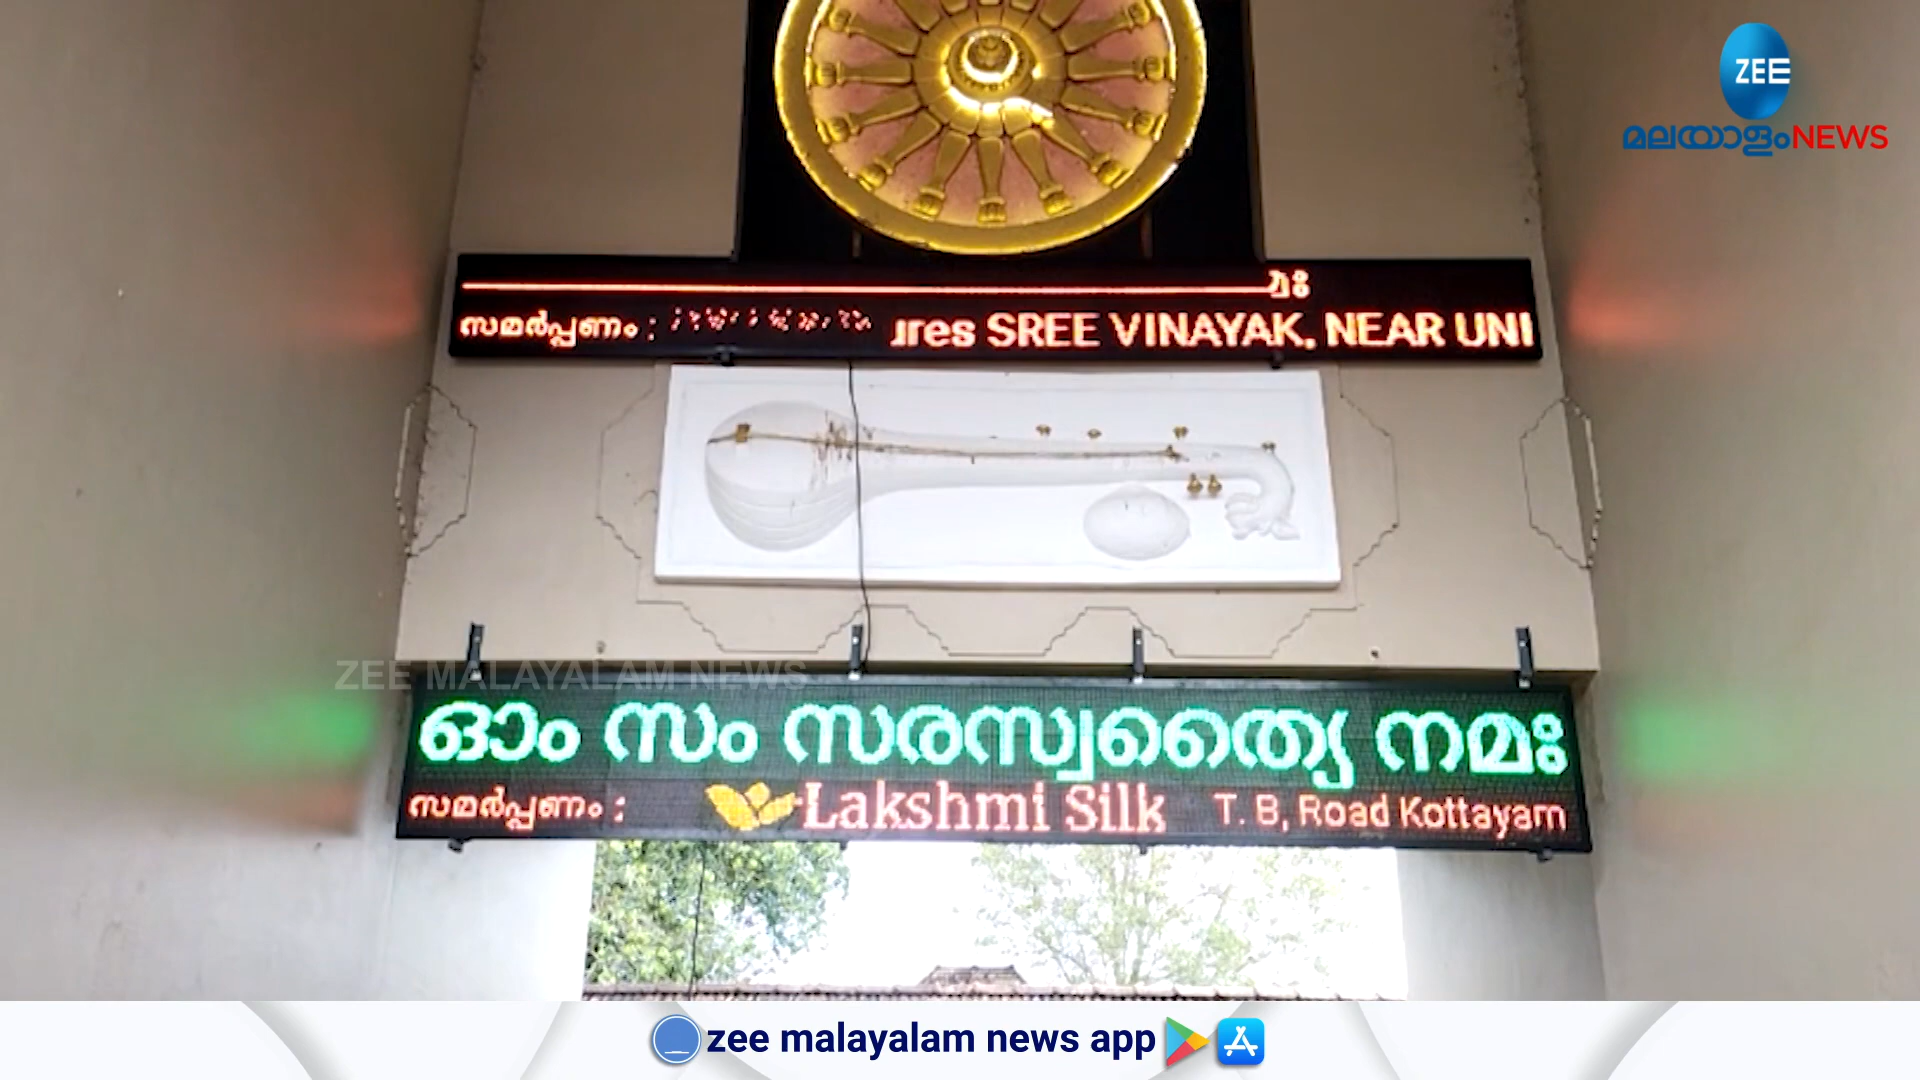 ZEE
മലയാളംNEWS
മഃ
സമർപ്പണം : ures SREE VINAYAK, NEAR UNI
ZEE MALAYALAM NEWS
ഓം സം സരസ്വത്യൈ നമഃ
സമർപ്പണം : Lakshmi Silk T. B, Road Kottayam
zee malayalam news app